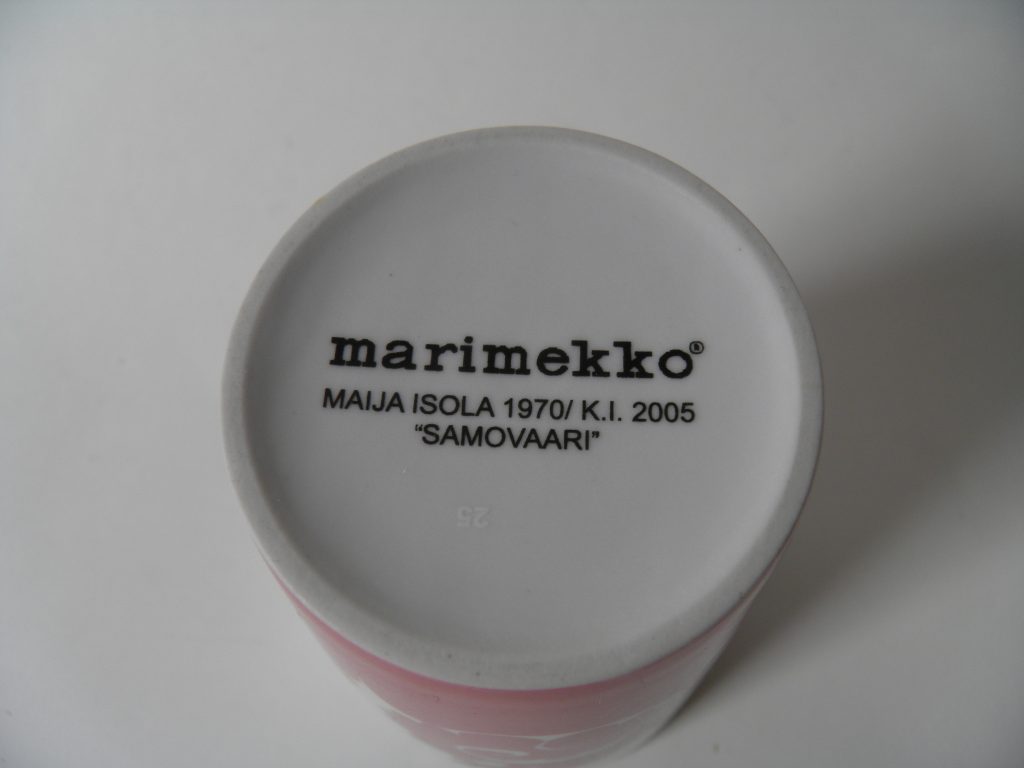 marimekko®
MAIJA ISOLA 1970/ K.I. 2005
“SAMOVAARI”
25